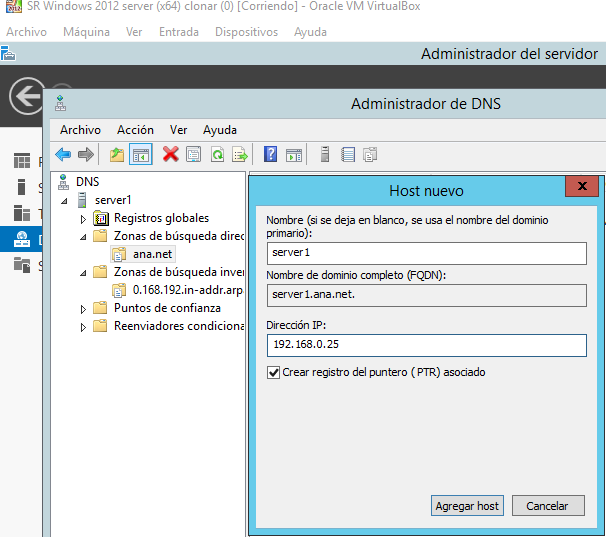 SR Windows 2012 server (x64) clonar (0) [Corriendo] - Oracle VM VirtualBox
Archivo Máquina Ver Entrada Dispositivos Ayuda
Administrador del servidor
Administrador de DNS
Archivo Acción Ver Ayuda
DNS
server1
Registros globales
Zonas de búsqueda direc
ana.net
Zonas de búsqueda inver
0.168.192.in-addr.arp
Puntos de confianza
Reenviadores condiciona
Host nuevo
Nombre (si se deja en blanco, se usa el nombre del dominio
primario):
server1
Nombre de dominio completo (FQDN):
server1.ana.net.
Dirección IP:
192.168.0.25
Crear registro del puntero (PTR) asociado
Agregar host Cancelar